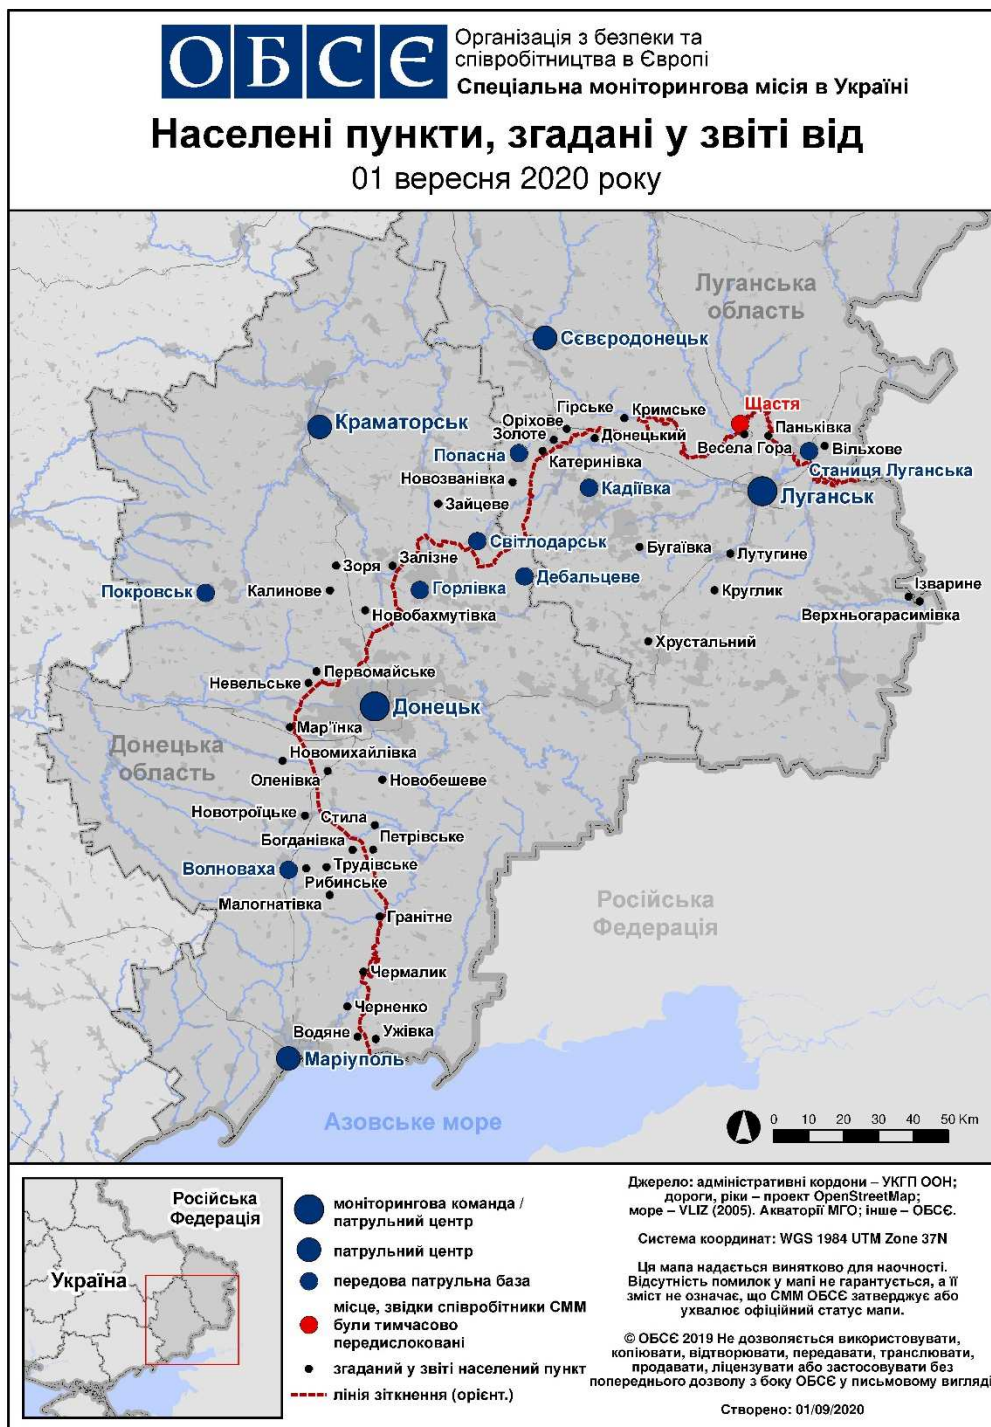 ОБСЄ
Організація з безпеки та
співробітництва в Європі
Спеціальна моніторингова місія в Україні
Населені пункти, згадані у звіті від
01 вересня 2020 року
Луганська
область
Сєвєродонецьк
Щастя
Краматорськ
Гірське
Кримське
Оріхове
Золоте
Донецький
Весела Гора
Паньківка
Вільхове
Попасна
Катеринівка
Станиця Луганська
Новозванівка
Кадіївка
Луганськ
Зайцеве
Світлодарськ
Бугаївка
Лутугине
Зоря
Залізне
Дебальцеве
Покровськ
Калинове
Горлівка
Круглик
Ізварине
Верхньогарасимівка
Новобахмутівка
Хрустальний
Первомайське
Невельське
Донецьк
Мар'їнка
Донецька
область
Новомихайлівка
Оленівка
Новобешеве
Новотроїцьке
Стила
Богданівка
Петрівське
Волноваха
Трудівське
Рибинське
Малогнатівка
Гранітне
Російська
Федерація
Чермалик
Черненко
Водяне
Ужівка
Маріуполь
Азовське море
0 10 20 30 40 50 Km
Російська
Федерація
Україна
моніторингова команда /
патрульний центр
патрульний центр
передова патрульна база
місце, звідки співробітники СММ
були тимчасово
передислоковані
згаданий у звіті населений пункт
лінія зіткнення (орієнт.)
Джерело: адміністративні кордони – УКГП ООН;
дороги, ріки – проект OpenStreetMap;
море – VLIZ (2005). Акваторії МГО; інше – ОБСЄ.
Система координат: WGS 1984 UTM Zone 37N
Ця мапа надається винятково для наочності.
Відсутність помилок у мапі не гарантується, а її
зміст не означає, що СММ ОБСЄ затверджує або
ухвалює офіційний статус мапи.
© ОБСЄ 2019 Не дозволяється використовувати,
копіювати, відтворювати, передавати, транслювати,
продавати, ліцензувати або застосовувати без
попереднього дозволу з боку ОБСЄ у письмовому вигляді
Створено: 01/09/2020